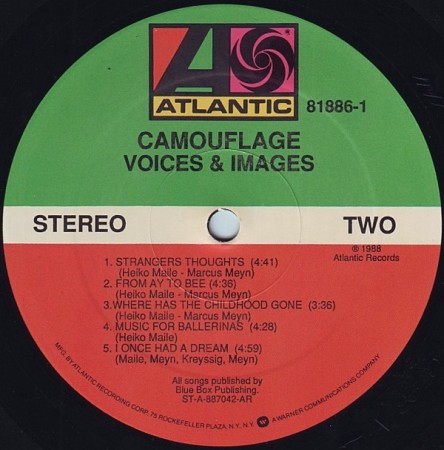 ATLANTIC
81886-1
CAMOUFLAGE
VOICES & IMAGES
STEREO
TWO
℗ 1988
Atlantic Records
1. STRANGERS THOUGHTS (4:41)
(Heiko Maile - Marcus Meyn)
2. FROM AY TO BEE (4:36)
(Heiko Maile - Marcus Meyn)
3.WHERE HAS THE CHILDHOOD GONE (3:36)
(Heiko Maile - Marcus Meyn)
4. MUSIC FOR BALLERINAS (4:28)
(Heiko Maile)
5. I ONCE HAD A DREAM (4:59)
(Maile, Meyn, Kreyssig, Meyn)
All songs published by
Blue Box Publishing.
ST-A-887042-AR
MFG. BY ATLANTIC RECORDING CORP. 75 ROCKEFELLER PLAZA, N.Y., N.Y. A WARNER COMMUNICATIONS COMPANY